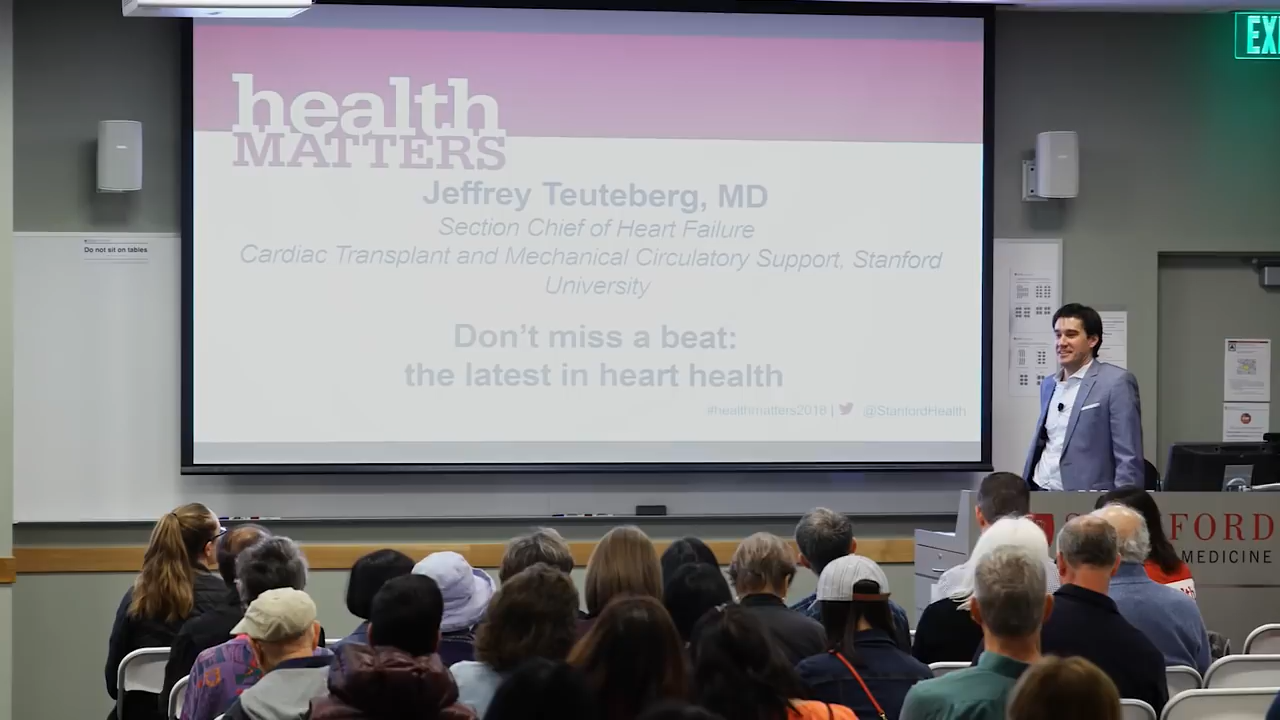 EXI
health
MATTERS
Jeffrey Teuteberg, MD
Section Chief of Heart Failure
Cardiac Transplant and Mechanical Circulatory Support, Stanford
University
Do not sit on tables
Don't miss a beat:
the latest in heart health
#healthmatters2018 | @StanfordHealth
FORD
MEDICINE